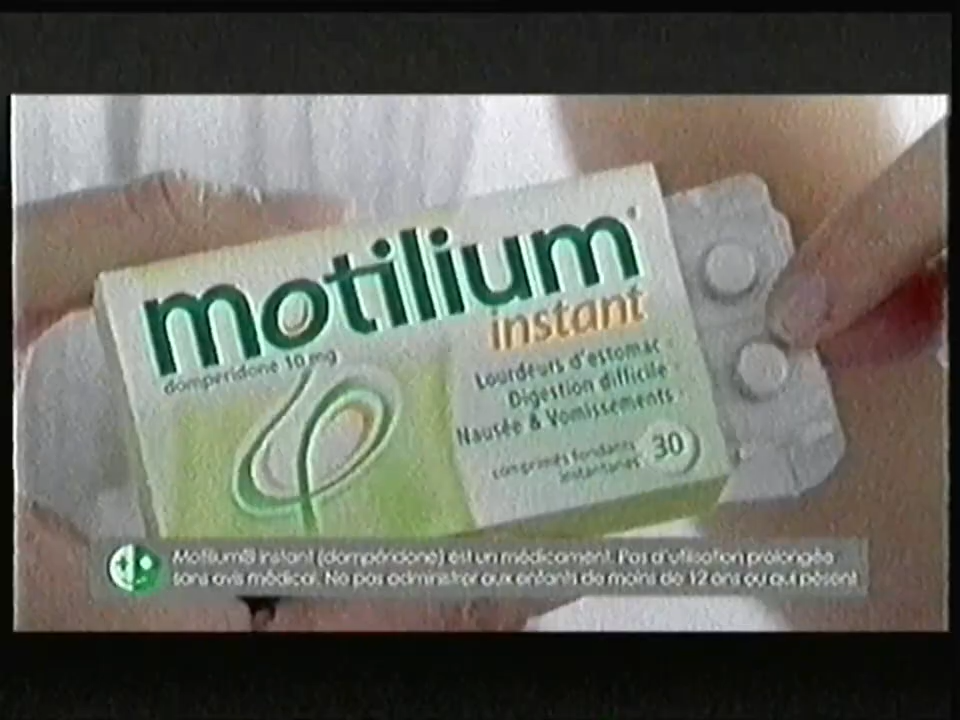 motilium
instant
dompéridone 10 mg
Lourdeurs d'estomac
Digestion difficile
Nausée & Vomissements
comprimés fondants
instantanés
30
Motilium® instant (dompéridone) est un médicament. Pas d'utilisation prolongée
sans avis médical. Ne pas administrer aux enfants de moins de 12 ans ou qui pèsent